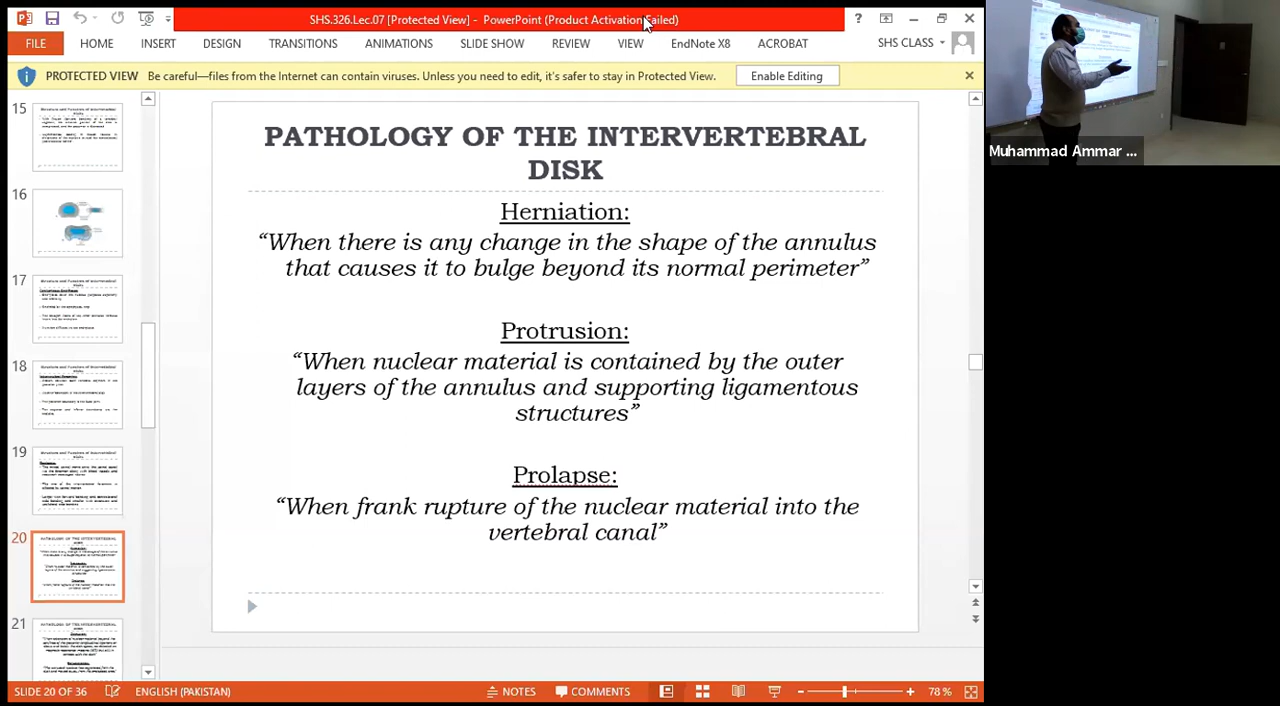 SHS.326.Lec.07 [Protected View] - PowerPoint (Product Activation Failed)
FILE HOME INSERT DESIGN TRANSITIONS ANIMATIONS SLIDE SHOW REVIEW VIEW EndNote X8 ACROBAT SHS CLASS
PROTECTED VIEW Be careful—files from the Internet can contain viruses. Unless you need to edit, it's safer to stay in Protected View. Enable Editing
15
16
17
18
19
20
21
PATHOLOGY OF THE INTERVERTEBRAL
DISK
Herniation:
“When there is any change in the shape of the annulus
that causes it to bulge beyond its normal perimeter”
Protrusion:
“When nuclear material is contained by the outer
layers of the annulus and supporting ligamentous
structures”
Prolapse:
“When frank rupture of the nuclear material into the
vertebral canal”
SLIDE 20 OF 36 ENGLISH (PAKISTAN) NOTES COMMENTS 78 %
Muhammad Ammar ...